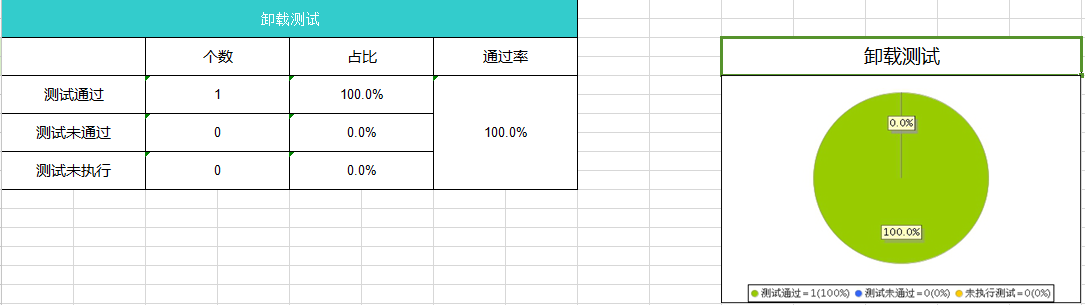 卸载测试
个数 占比 通过率
测试通过 1 100.0%
测试未通过 0 0.0% 100.0%
测试未执行 0 0.0%
卸载测试
0.0%
100.0%
测试通过=1(100%) 测试未通过=0(0%) 未执行测试=0(0%)